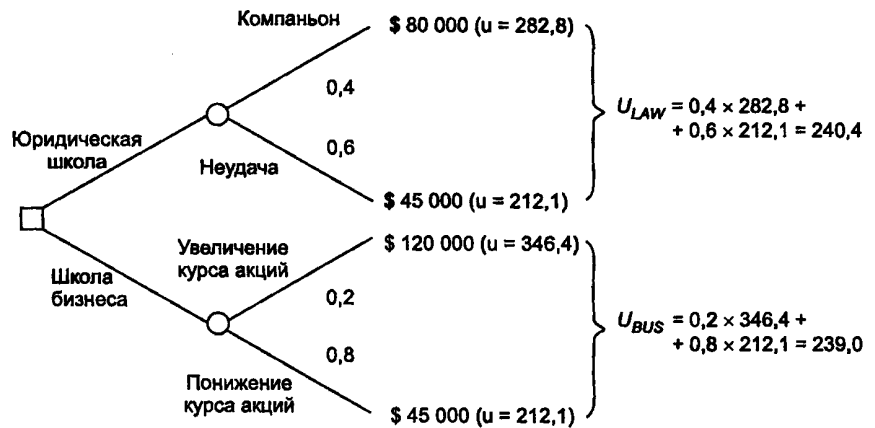 Компаньон
$ 80 000 (u = 282,8)
0,4
U_LAW = 0,4 × 282,8 +
+ 0,6 × 212,1 = 240,4
Юридическая
школа
0,6
Неудача
$ 45 000 (u = 212,1)
Увеличение
курса акций
$ 120 000 (u = 346,4)
Школа
бизнеса
0,2
U_BUS = 0,2 × 346,4 +
+ 0,8 × 212,1 = 239,0
0,8
Понижение
курса акций
$ 45 000 (u = 212,1)